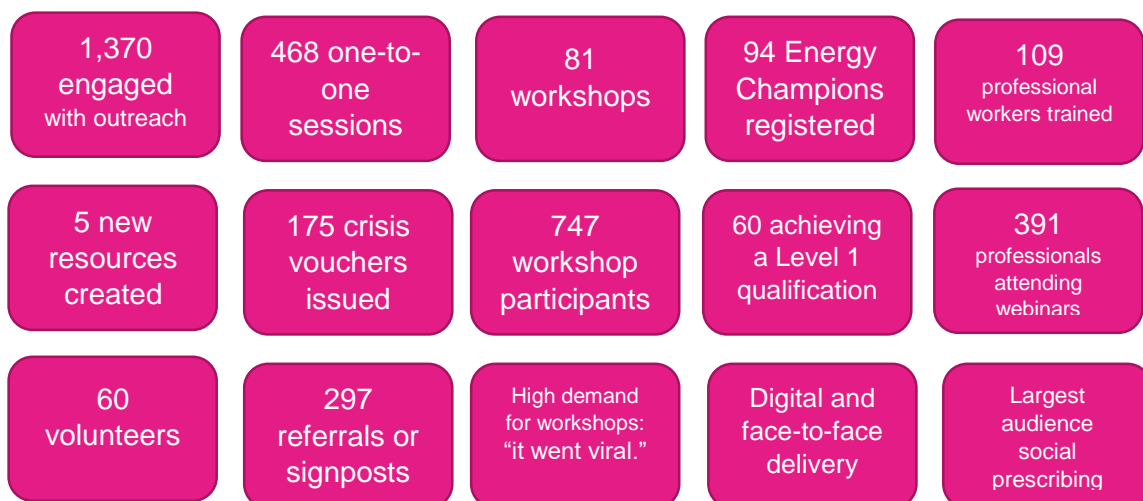 1,370
engaged
with outreach
468 one-to-
one
sessions
81
workshops
94 Energy
Champions
registered
109
professional
workers trained
5 new
resources
created
175 crisis
vouchers
issued
747
workshop
participants
60 achieving
a Level 1
qualification
391
professionals
attending
webinars
60
volunteers
297
referrals or
signposts
High demand
for workshops:
“it went viral.”
Digital and
face-to-face
delivery
Largest
audience
social
prescribing